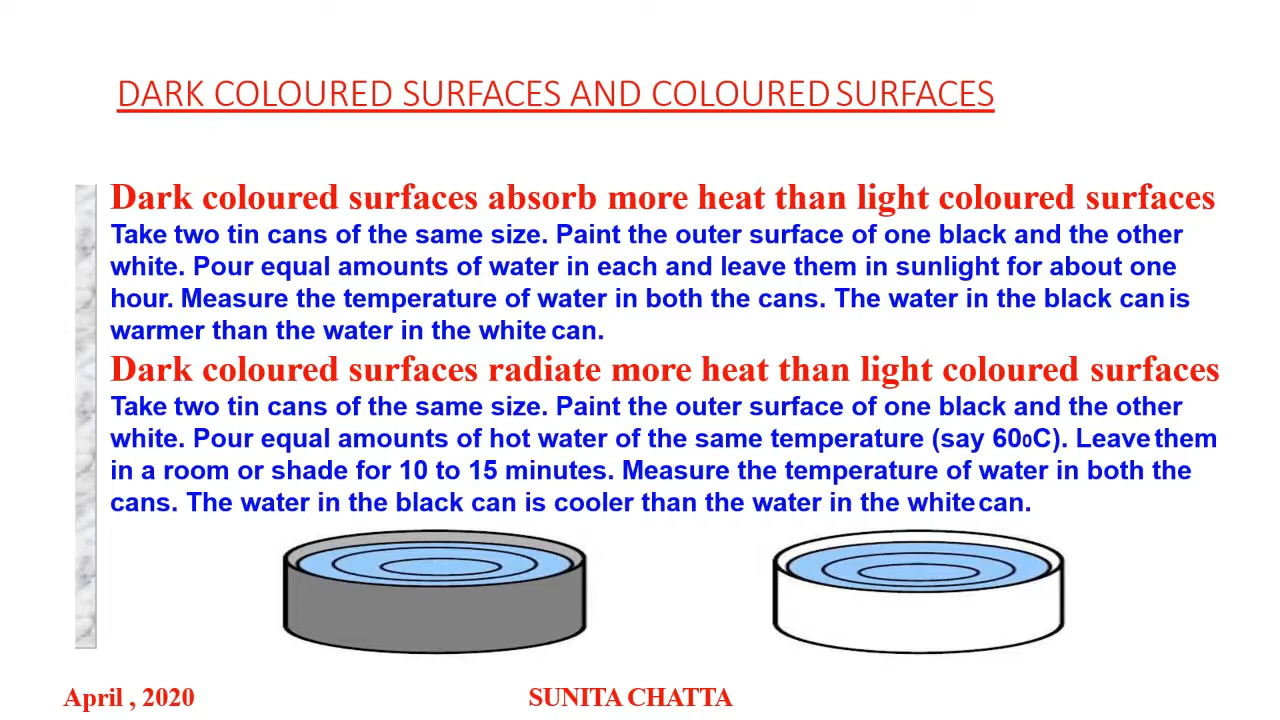 DARK COLOURED SURFACES AND COLOURED SURFACES
Dark coloured surfaces absorb more heat than light coloured surfaces
Take two tin cans of the same size. Paint the outer surface of one black and the other
white. Pour equal amounts of water in each and leave them in sunlight for about one
hour. Measure the temperature of water in both the cans. The water in the black can is
warmer than the water in the white can.
Dark coloured surfaces radiate more heat than light coloured surfaces
Take two tin cans of the same size. Paint the outer surface of one black and the other
white. Pour equal amounts of hot water of the same temperature (say 600C). Leave them
in a room or shade for 10 to 15 minutes. Measure the temperature of water in both the
cans. The water in the black can is cooler than the water in the white can.
April , 2020
SUNITA CHATTA